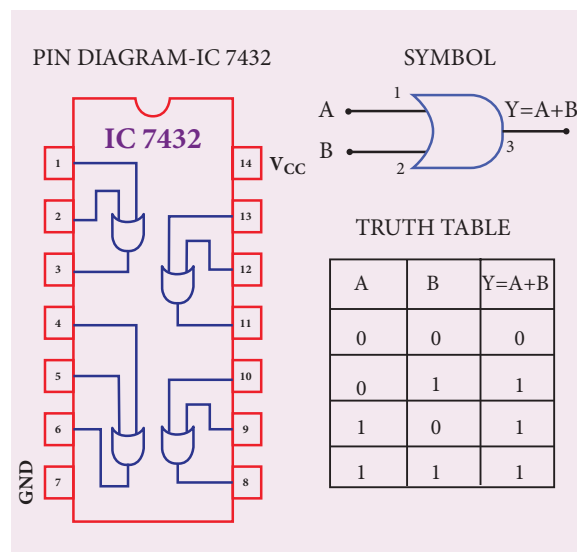 PIN DIAGRAM-IC 7432
IC 7432
1
2
3
4
5
6
7
GND
14
V_CC
13
12
11
10
9
8
SYMBOL
A
1
B
2
3
Y=A+B
TRUTH TABLE
A B Y=A+B
0 0 0
0 1 1
1 0 1
1 1 1